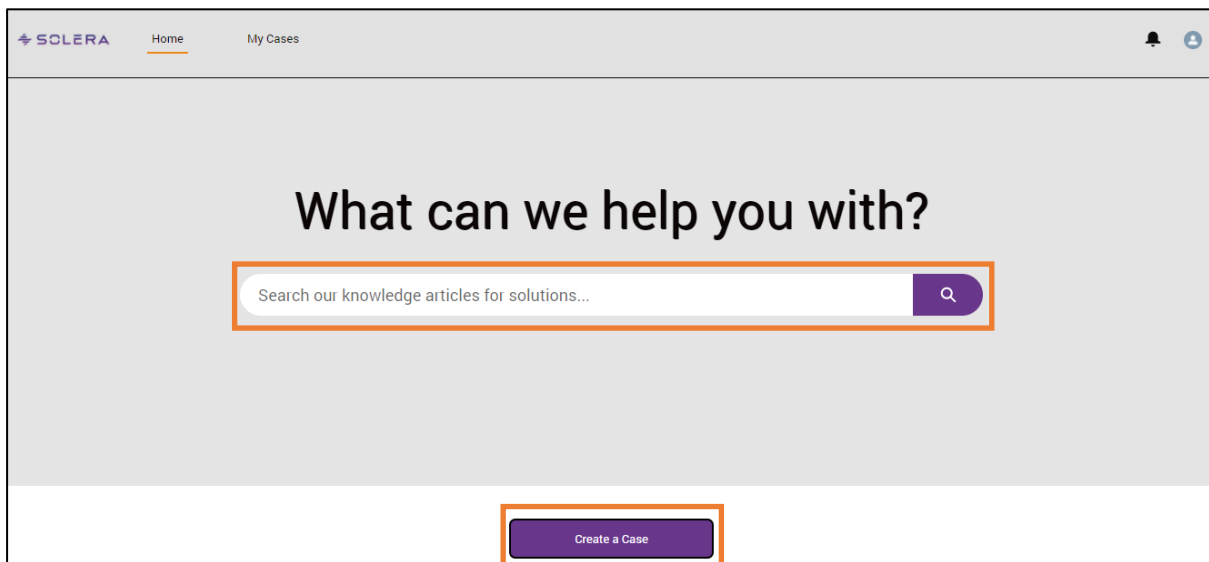 SOLERA Home My Cases
What can we help you with?
Search our knowledge articles for solutions...
Create a Case